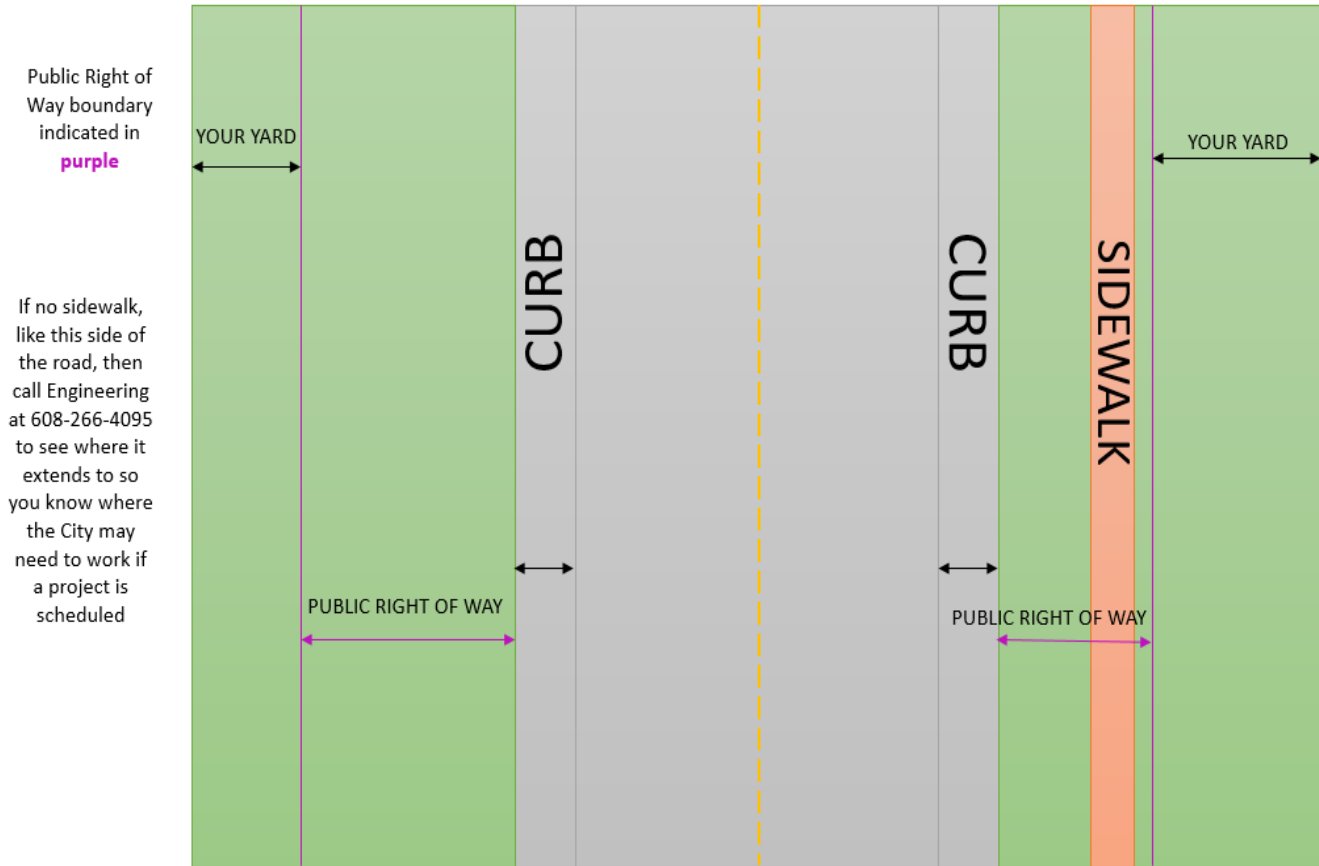 Public Right of
Way boundary
indicated in
purple
YOUR YARD
YOUR YARD
If no sidewalk,
like this side of
the road, then
call Engineering
at 608-266-4095
to see where it
extends to so
you know where
the City may
need to work if
a project is
scheduled
CURB
CURB
SIDEWALK
PUBLIC RIGHT OF WAY
PUBLIC RIGHT OF WAY